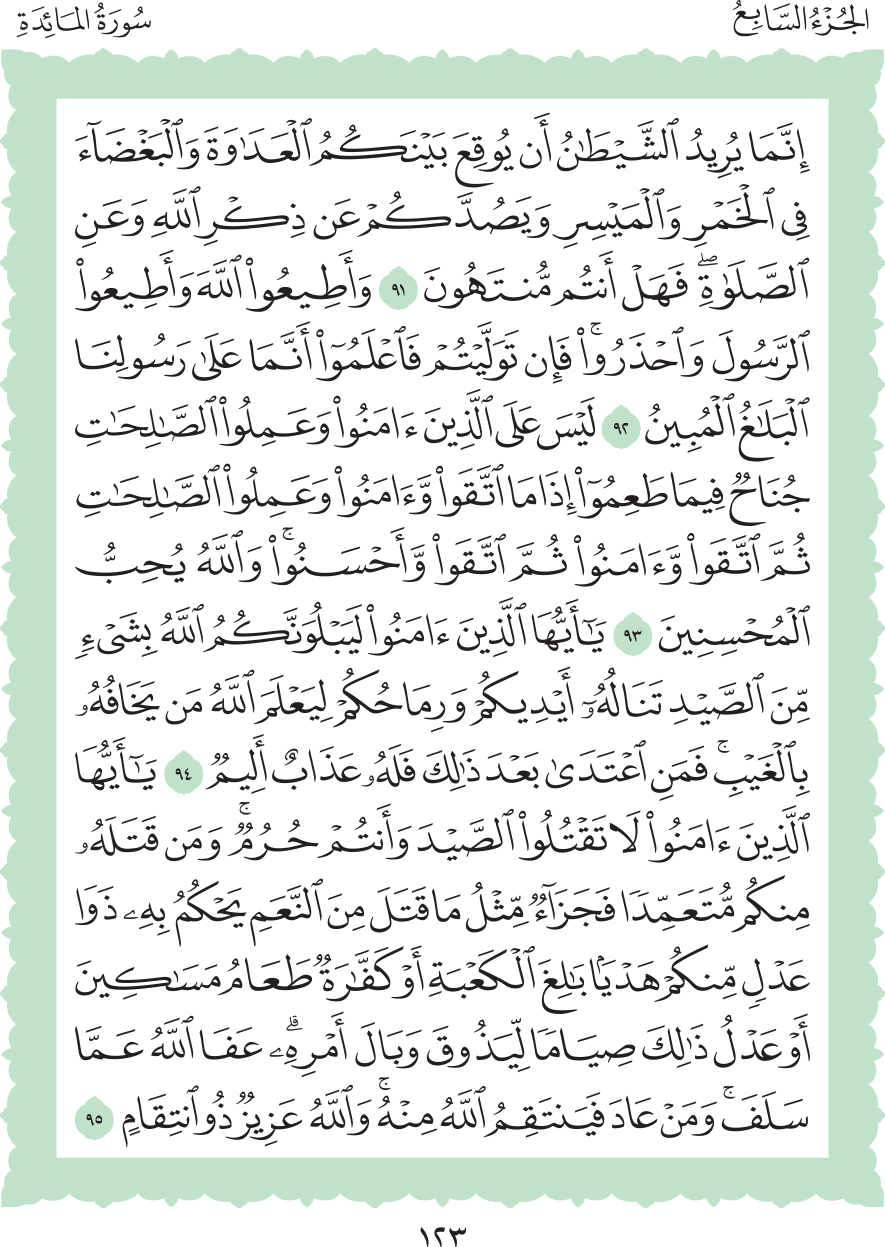 الجُزْءُ السَّابِعُ
سُورَةُ المَائِدَةِ
إِنَّمَا يُرِيدُ ٱلشَّيْطَٰنُ أَن يُوقِعَ بَيْنَكُمُ ٱلْعَدَٰوَةَ وَٱلْبَغْضَآءَ
فِى ٱلْخَمْرِ وَٱلْمَيْسِرِ وَيَصُدَّكُمْ عَن ذِكْرِ ٱللَّهِ وَعَنِ
ٱلصَّلَوٰةِۖ فَهَلْ أَنتُم مُّنتَهُونَ ٩١ وَأَطِيعُوا۟ ٱللَّهَ وَأَطِيعُوا۟
ٱلرَّسُولَ وَٱحْذَرُوا۟ۚ فَإِن تَوَلَّيْتُمْ فَٱعْلَمُوٓا۟ أَنَّمَا عَلَىٰ رَسُولِنَا
ٱلْبَلَٰغُ ٱلْمُبِينُ ٩٢ لَيْسَ عَلَى ٱلَّذِينَ ءَامَنُوا۟ وَعَمِلُوا۟ ٱلصَّٰلِحَٰتِ
جُنَاحٌ فِيمَا طَعِمُوٓا۟ إِذَا مَا ٱتَّقَوا۟ وَّءَامَنُوا۟ وَعَمِلُوا۟ ٱلصَّٰلِحَٰتِ
ثُمَّ ٱتَّقَوا۟ وَّءَامَنُوا۟ ثُمَّ ٱتَّقَوا۟ وَّأَحْسَنُوا۟ۚ وَٱللَّهُ يُحِبُّ
ٱلْمُحْسِنِينَ ٩٣ يَٰٓأَيُّهَا ٱلَّذِينَ ءَامَنُوا۟ لَيَبْلُوَنَّكُمُ ٱللَّهُ بِشَىْءٍ
مِّنَ ٱلصَّيْدِ تَنَالُهُۥٓ أَيْدِيكُمْ وَرِمَاحُكُمْ لِيَعْلَمَ ٱللَّهُ مَن يَخَافُهُۥ
بِٱلْغَيْبِۚ فَمَنِ ٱعْتَدَىٰ بَعْدَ ذَٰلِكَ فَلَهُۥ عَذَابٌ أَلِيمٌ ٩٤ يَٰٓأَيُّهَا
ٱلَّذِينَ ءَامَنُوا۟ لَا تَقْتُلُوا۟ ٱلصَّيْدَ وَأَنتُمْ حُرُمٌۚ وَمَن قَتَلَهُۥ
مِنكُم مُّتَعَمِّدًا فَجَزَآءٌ مِّثْلُ مَا قَتَلَ مِنَ ٱلنَّعَمِ يَحْكُمُ بِهِۦ ذَوَا
عَدْلٍ مِّنكُمْ هَدْيًۢا بَٰلِغَ ٱلْكَعْبَةِ أَوْ كَفَّٰرَةٌ طَعَامُ مَسَٰكِينَ
أَوْ عَدْلُ ذَٰلِكَ صِيَامًا لِّيَذُوقَ وَبَالَ أَمْرِهِۦۗ عَفَا ٱللَّهُ عَمَّا
سَلَفَۚ وَمَنْ عَادَ فَيَنتَقِمُ ٱللَّهُ مِنْهُۚ وَٱللَّهُ عَزِيزٌ ذُو ٱنتِقَامٍ ٩٥
١٢٣